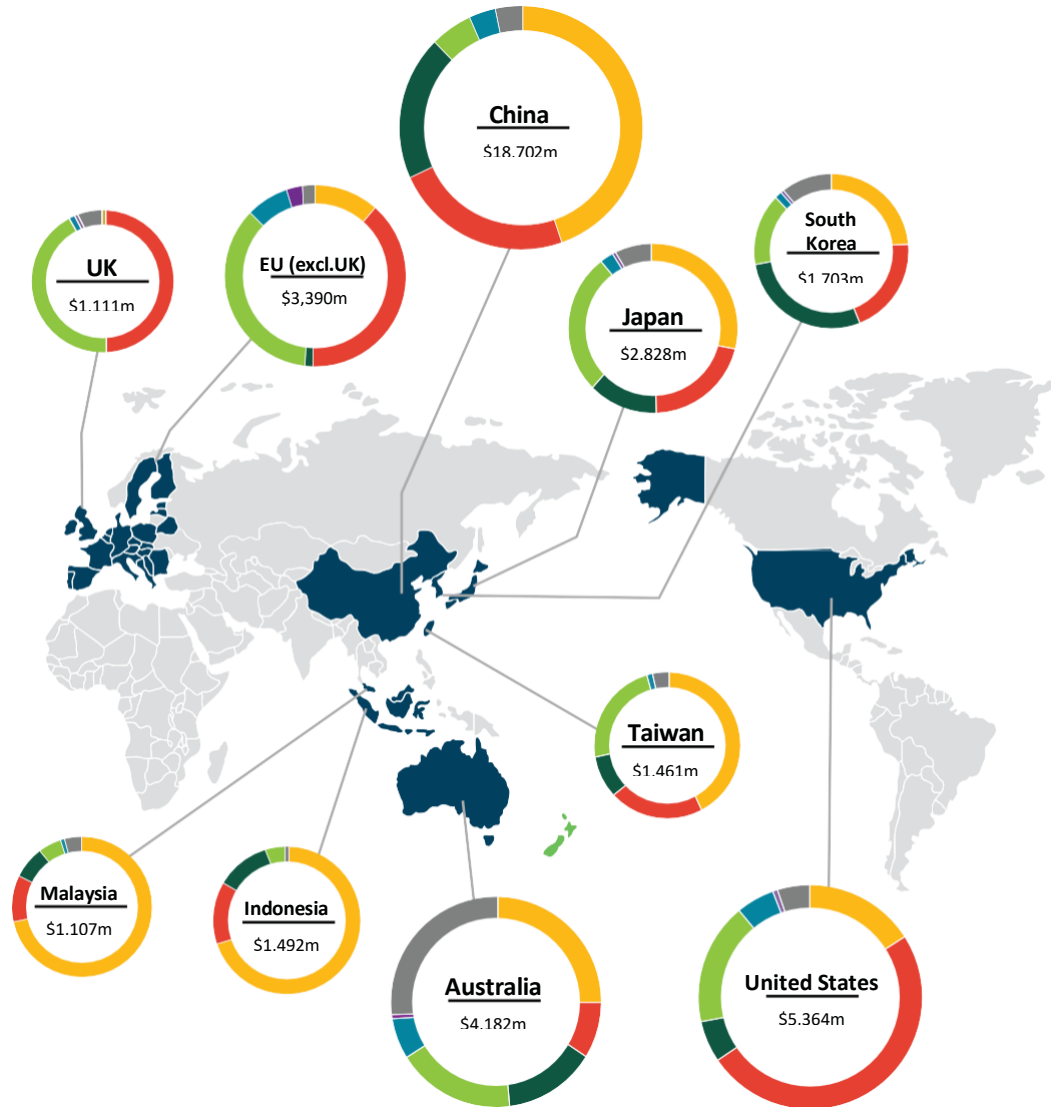 China
$18.702m
South
Korea
$1.703m
EU (excl.UK)
$3,390m
UK
$1.111m
Japan
$2.828m
Taiwan
$1.461m
Malaysia
$1.107m
Indonesia
$1.492m
Australia
$4.182m
United States
$5.364m